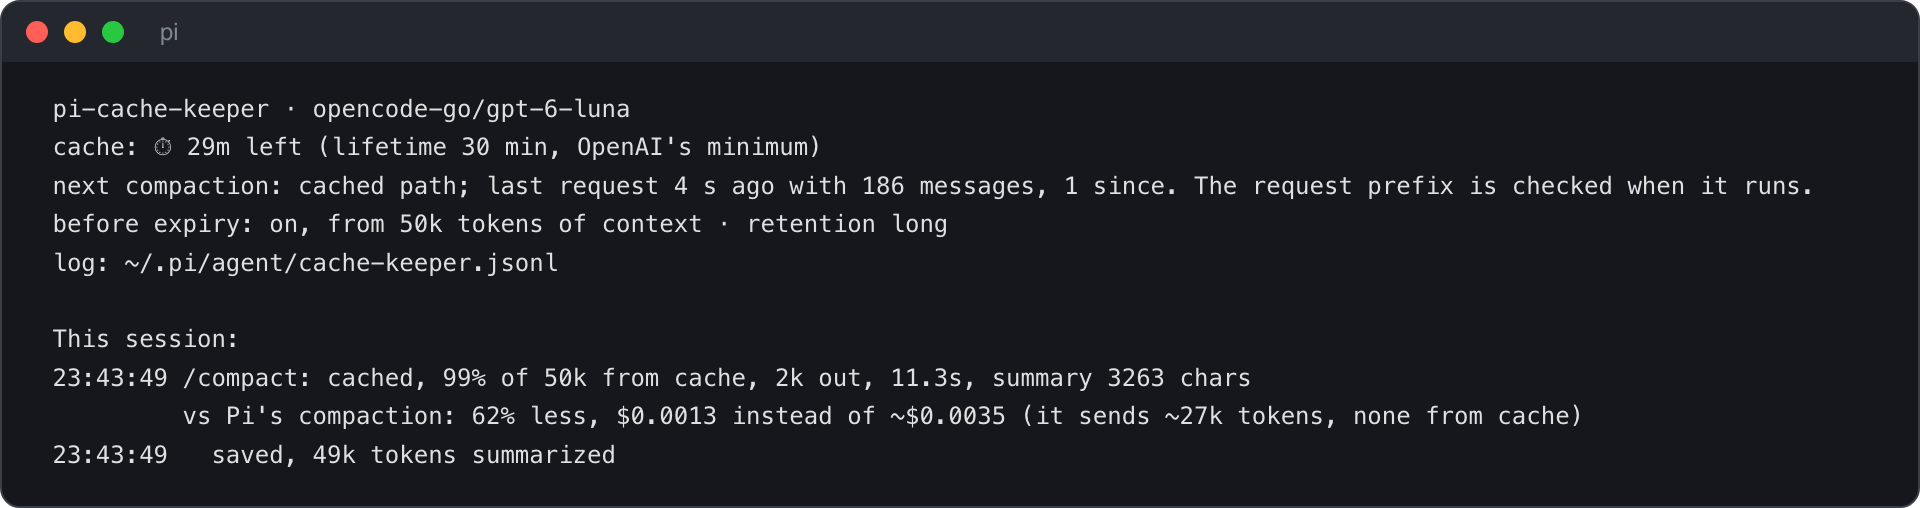 pi
pi-cache-keeper · opencode-go/gpt-6-luna
cache: ⏱ 29m left (lifetime 30 min, OpenAI's minimum)
next compaction: cached path; last request 4 s ago with 186 messages, 1 since. The request prefix is checked when it runs.
before expiry: on, from 50k tokens of context · retention long
log: ~/.pi/agent/cache-keeper.jsonl
This session:
23:43:49 /compact: cached, 99% of 50k from cache, 2k out, 11.3s, summary 3263 chars
vs Pi's compaction: 62% less, $0.0013 instead of ~$0.0035 (it sends ~27k tokens, none from cache)
23:43:49 saved, 49k tokens summarized